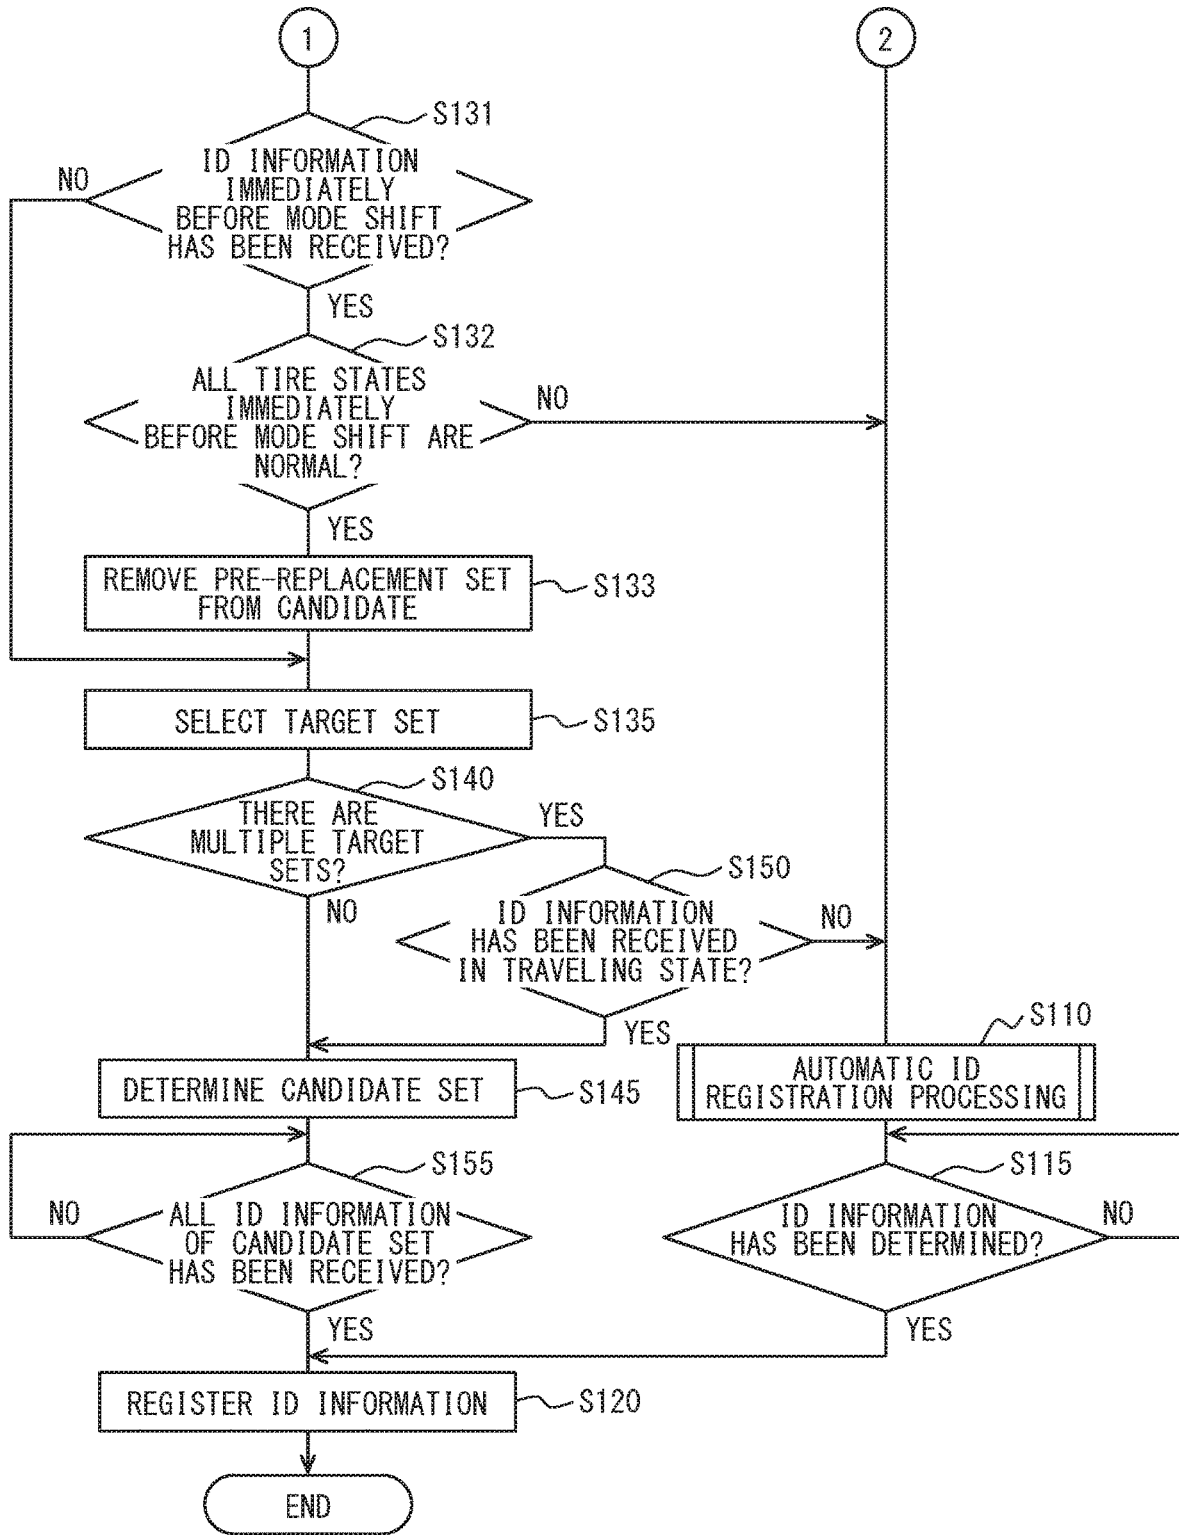 1
2
S131
ID INFORMATION
IMMEDIATELY
BEFORE MODE SHIFT
HAS BEEN RECEIVED?
NO
YES
S132
ALL TIRE STATES
IMMEDIATELY
BEFORE MODE SHIFT ARE
NORMAL?
NO
YES
REMOVE PRE-REPLACEMENT SET
FROM CANDIDATE
S133
SELECT TARGET SET
S135
S140
THERE ARE
MULTIPLE TARGET
SETS?
YES
NO
S150
ID INFORMATION
HAS BEEN RECEIVED
IN TRAVELING STATE?
NO
YES
S110
AUTOMATIC ID
REGISTRATION PROCESSING
DETERMINE CANDIDATE SET
S145
S155
ALL ID INFORMATION
OF CANDIDATE SET
HAS BEEN RECEIVED?
NO
YES
S115
ID INFORMATION
HAS BEEN DETERMINED?
NO
YES
REGISTER ID INFORMATION
S120
END